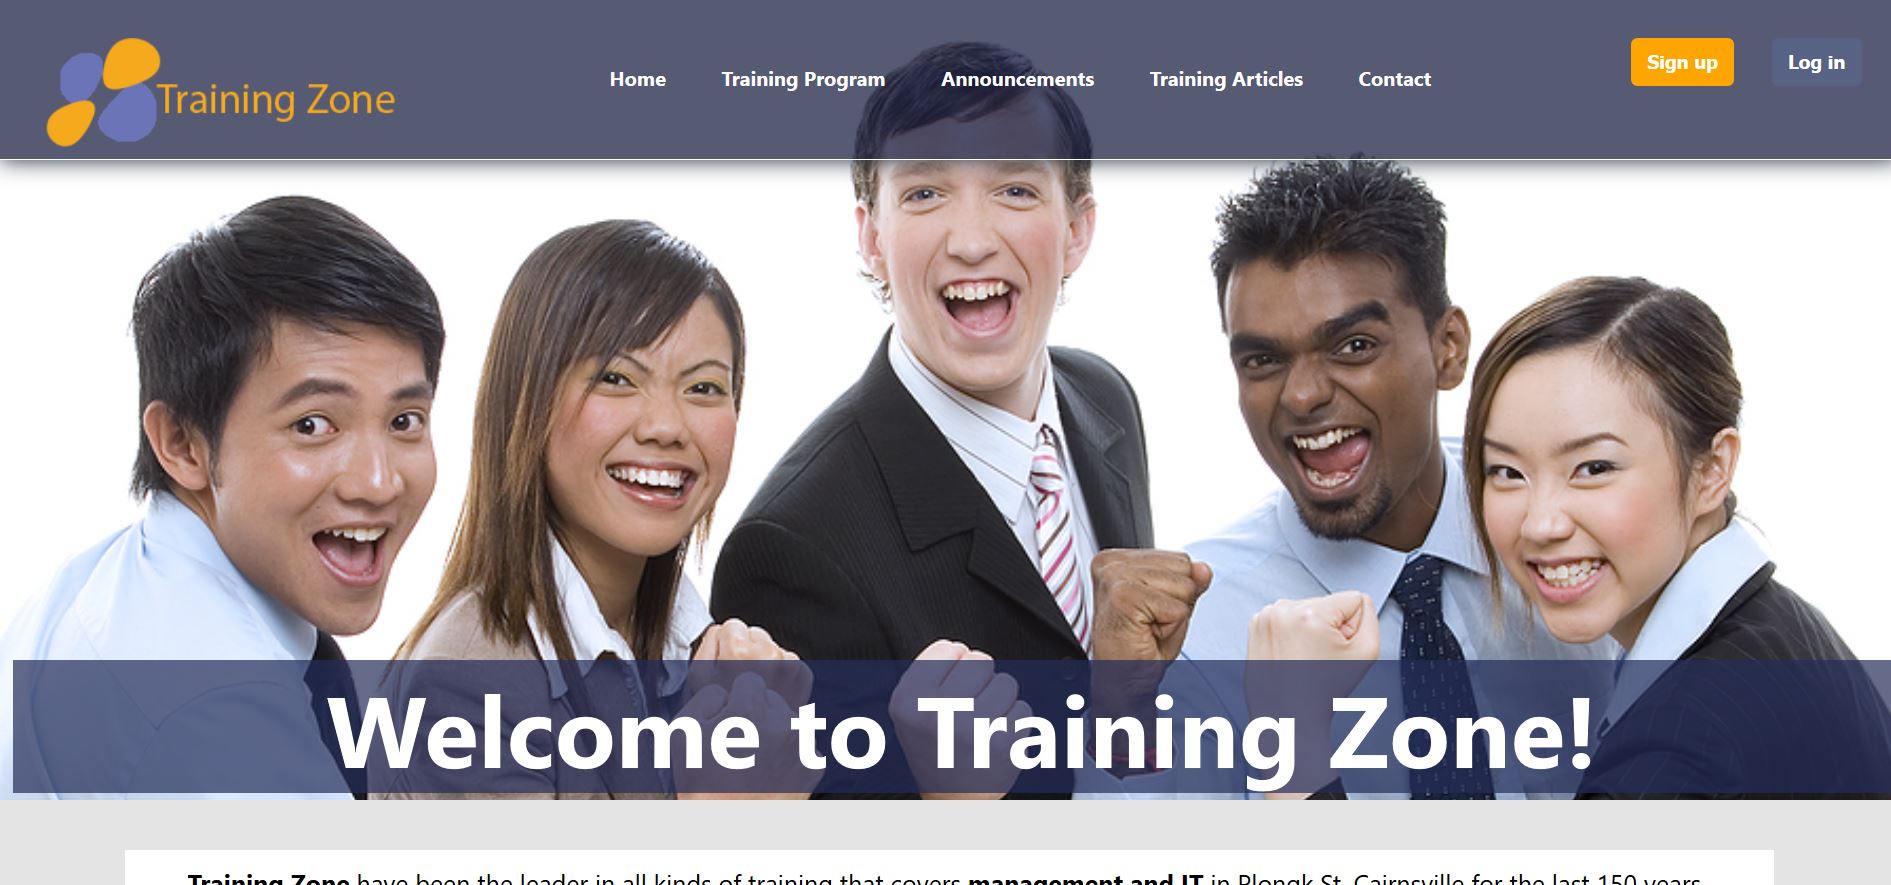 Training Zone
Home Training Program Announcements Training Articles Contact
Sign up Log in
Welcome to Training Zone!
Training Zone have been the leader in all kinds of training that covers management and IT in Plongk St, Cairnsville for the last 150 years.